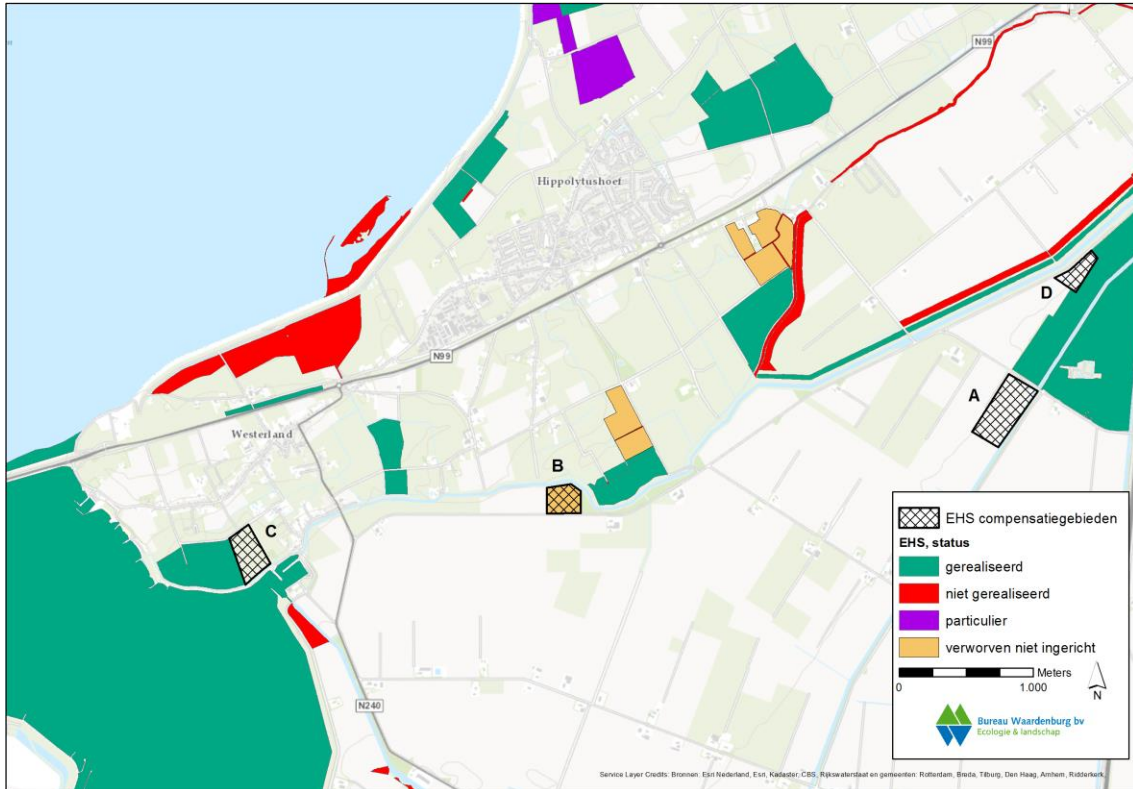 N99
Hippolytushoef
D
A
N99
Westerland
B
C
N240
EHS compensatiegebieden
EHS, status
gerealiseerd
niet gerealiseerd
particulier
verworven niet ingericht
Meters
0 1.000
N
Bureau Waardenburg bv
Ecologie & landschap
Service Layer Credits: Bronnen: Esri Nederland, Esri, Kadaster, CBS, Rijkswaterstaat en gemeenten: Rotterdam, Breda, Tilburg, Den Haag, Arnhem, Ridderkerk,